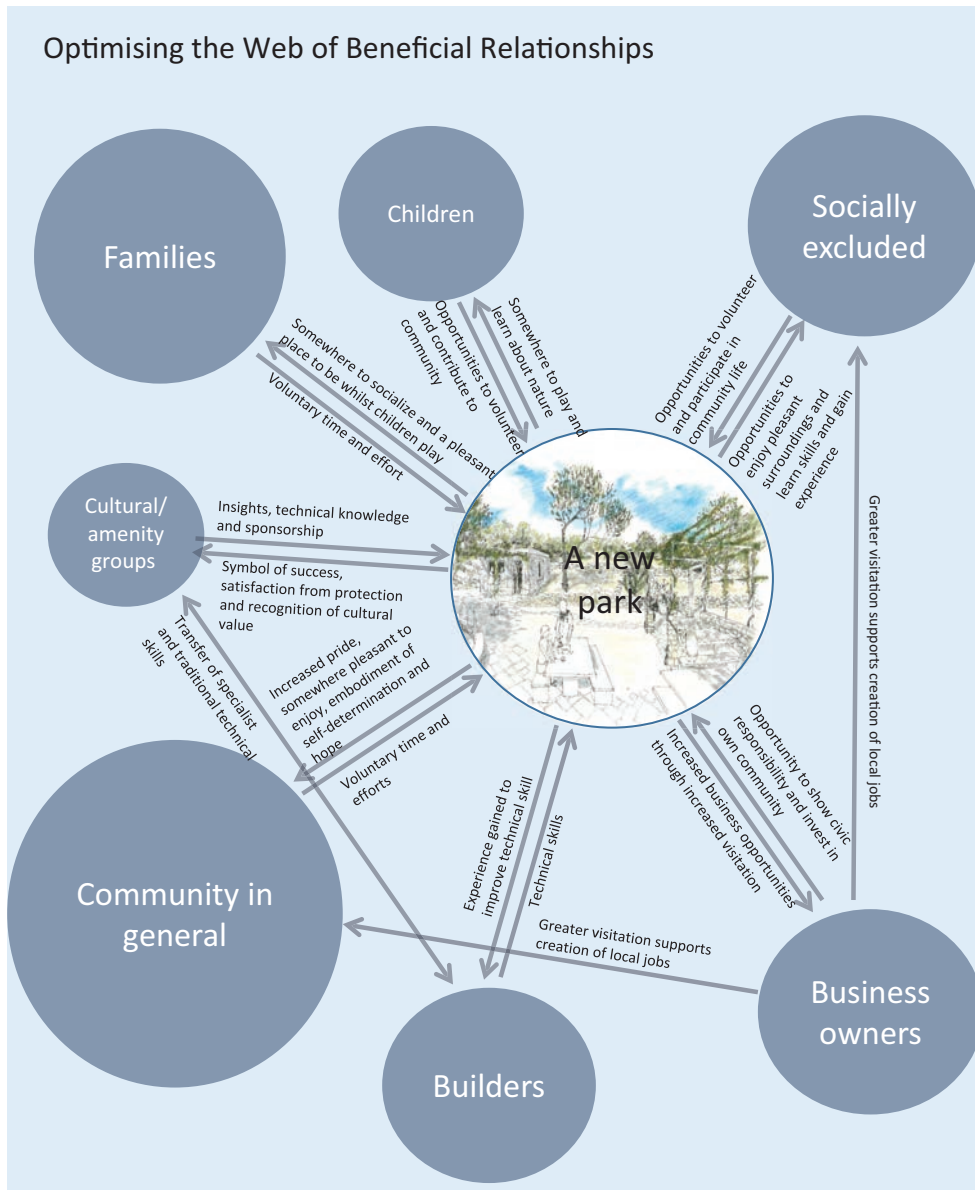 Optimising the Web of Beneficial Relationships
Families
Children
Socially
excluded
Somewhere to socialize and a pleasant
place to be whilst children play
Voluntary time and effort
Opportunities to volunteer
and contribute to
community
Somewhere to play and
learn about nature
Opportunities to volunteer
and participate in
community life
Opportunities to
enjoy pleasant
surroundings and
learn skills and gain
experience
Cultural/
amenity
groups
Insights, technical knowledge
and sponsorship
Symbol of success,
satisfaction from protection
and recognition of cultural
value
A new
park
Greater visitation supports creation of local jobs
Transfer of specialist
and traditional technical
skills
Increased pride,
somewhere pleasant to
enjoy, embodiment of
self-determination and
hope
Voluntary time and
efforts
Experience gained to
improve technical skill
Technical skills
Opportunity to show civic
responsibility and invest in
own community
Increased business opportunities
through increased visitation
Community in
general
Greater visitation supports
creation of local jobs
Builders
Business
owners